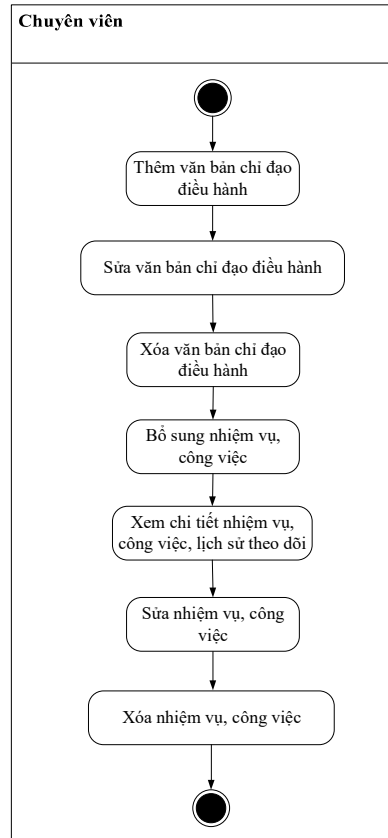 Chuyên viên
Thêm văn bản chỉ đạo
điều hành
Sửa văn bản chỉ đạo điều hành
Xóa văn bản chỉ đạo
điều hành
Bổ sung nhiệm vụ,
công việc
Xem chi tiết nhiệm vụ,
công việc, lịch sử theo dõi
Sửa nhiệm vụ, công
việc
Xóa nhiệm vụ, công việc